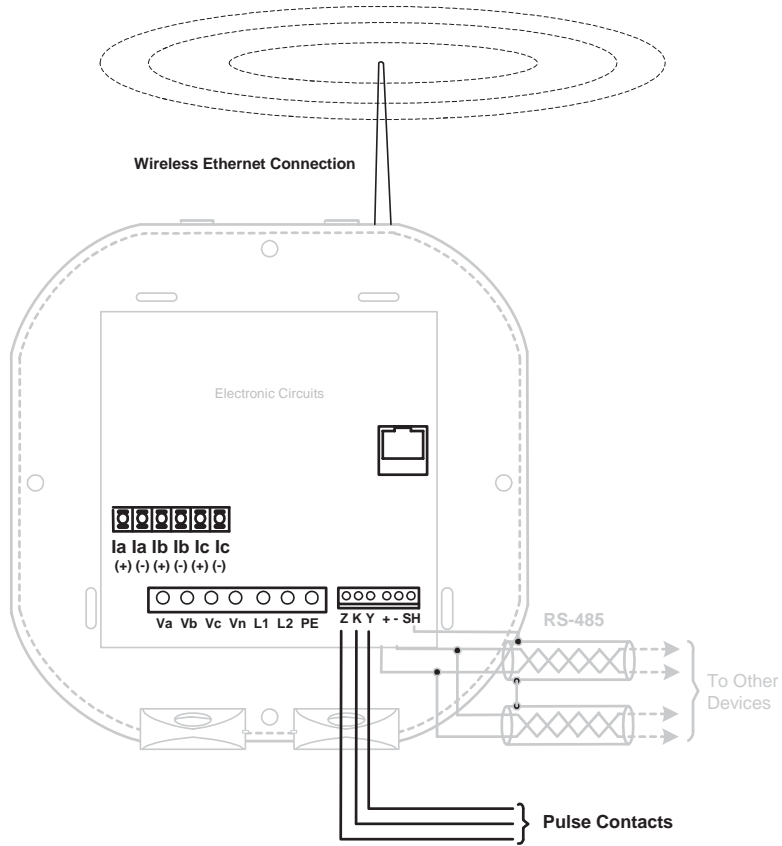 Wireless Ethernet Connection
Electronic Circuits
Ia Ia Ib Ib Ic Ic
(+) (-) (+) (-) (+) (-)
Va Vb Vc Vn L1 L2 PE
Z K Y + - SH
RS-485
To Other
Devices
Pulse Contacts